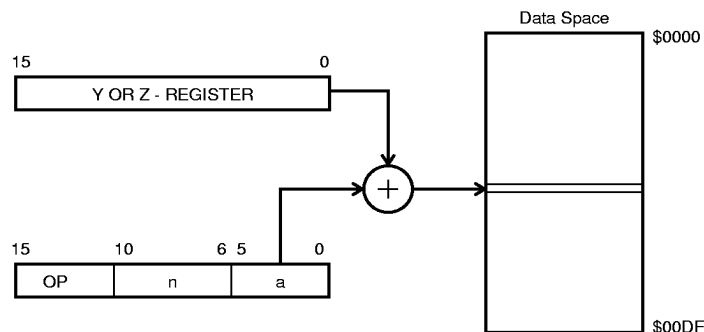 Data Space
$0000
15 0
Y OR Z - REGISTER
+
15 10 6 5 0
OP n a
$00DF